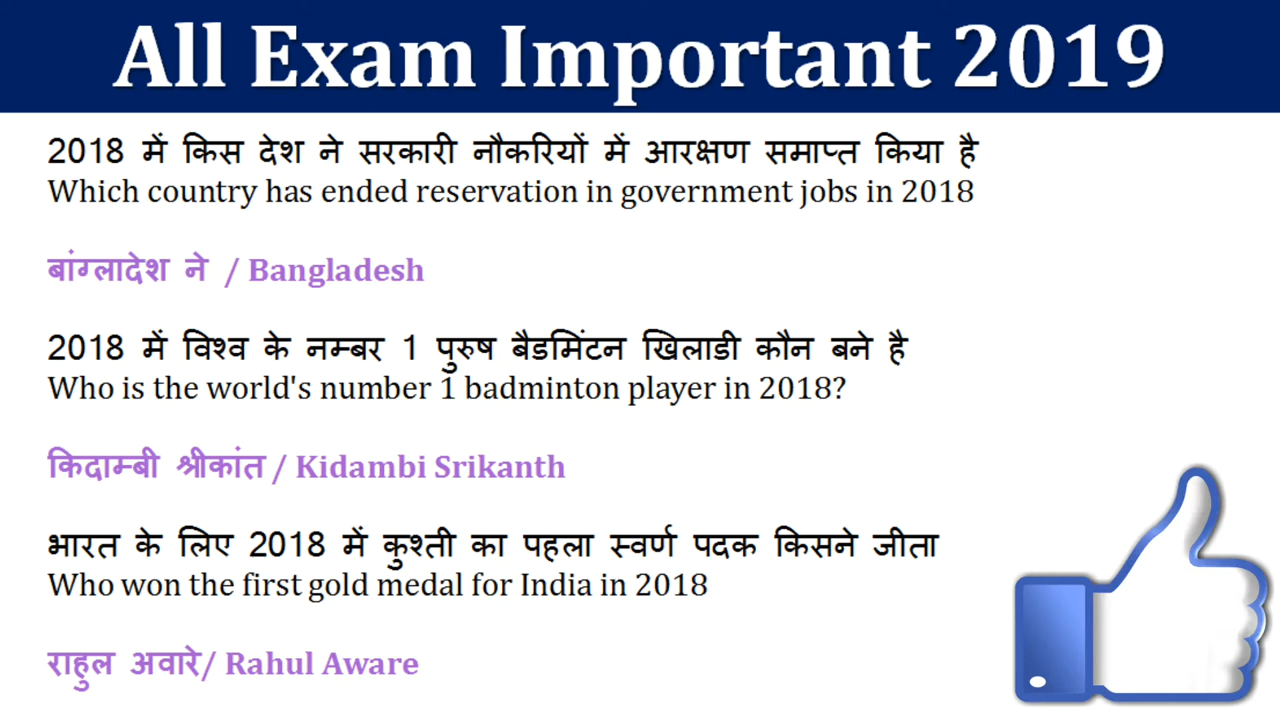 All Exam Important 2019
2018 में किस देश ने सरकारी नौकरियों में आरक्षण समाप्त किया है
Which country has ended reservation in government jobs in 2018
बांग्लादेश ने / Bangladesh
2018 में विश्व के नम्बर 1 पुरुष बैडमिंटन खिलाडी कौन बने है
Who is the world's number 1 badminton player in 2018?
किदाम्बी श्रीकांत / Kidambi Srikanth
भारत के लिए 2018 में कुश्ती का पहला स्वर्ण पदक किसने जीता
Who won the first gold medal for India in 2018
राहुल अवारे/ Rahul Aware